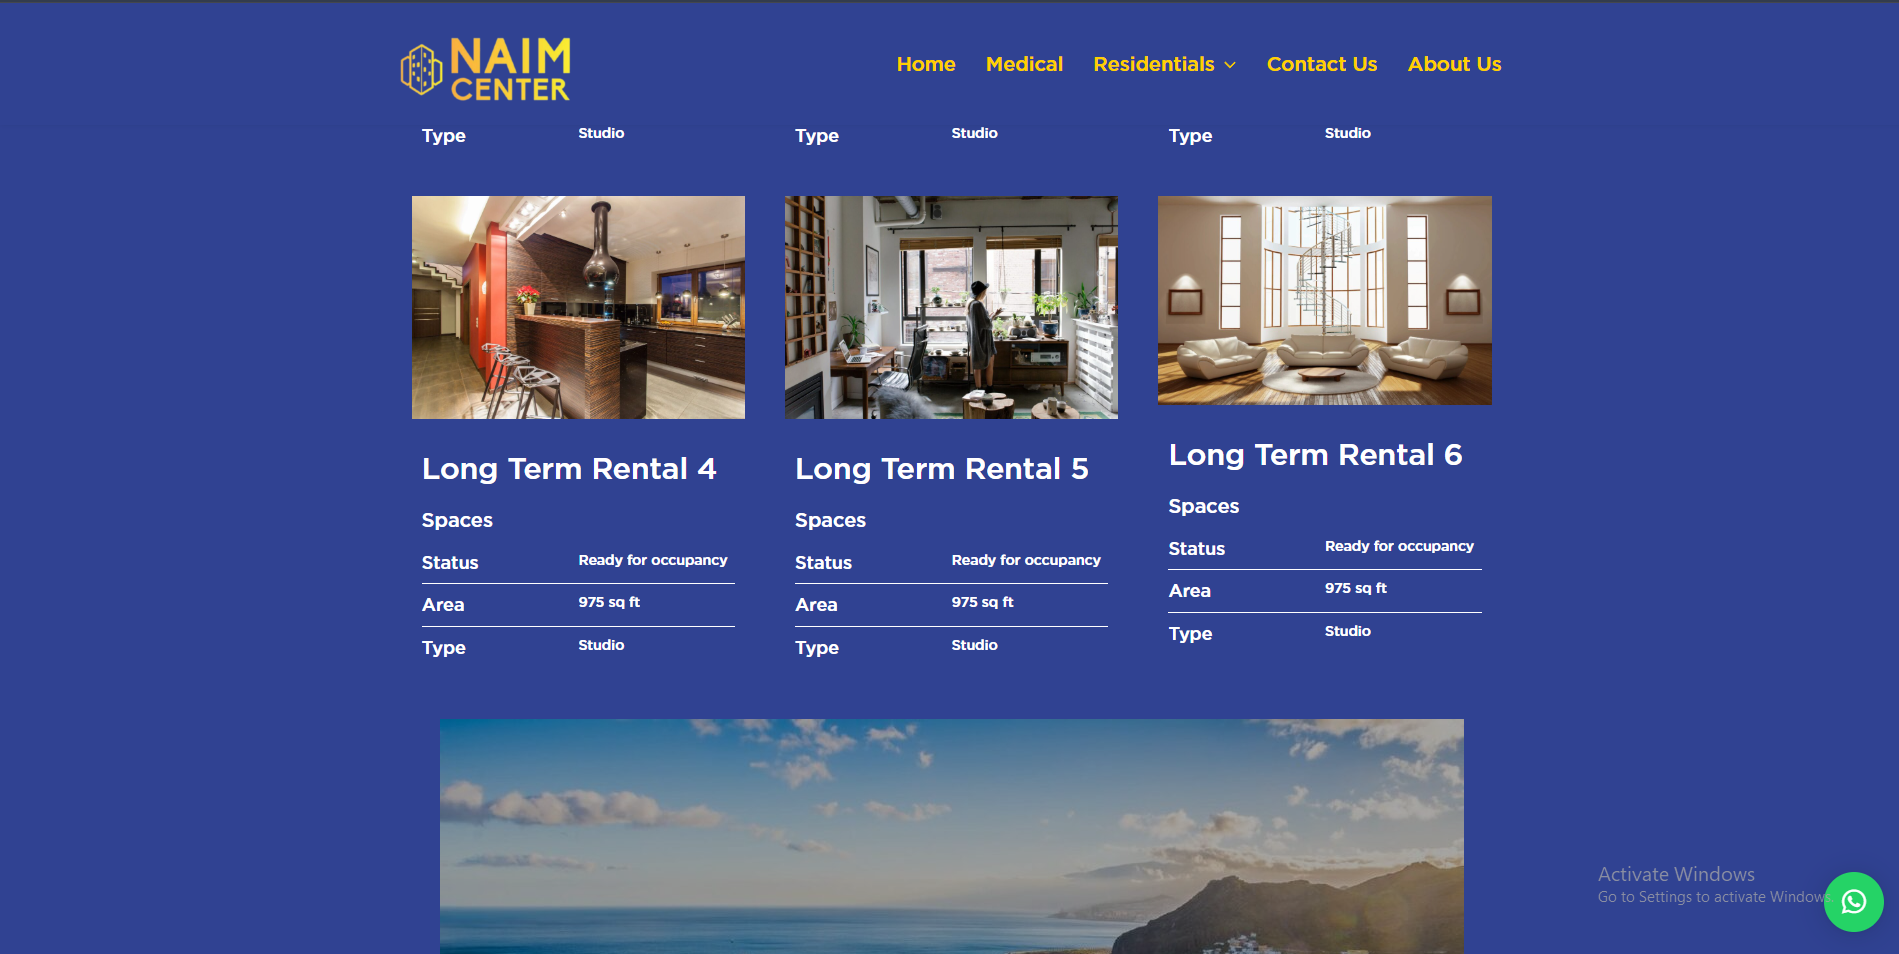 NAIM
CENTER
Home Medical Residentials Contact Us About Us
Type Studio
Type Studio
Type Studio
Long Term Rental 4
Spaces
Status Ready for occupancy
Area 975 sq ft
Type Studio
Long Term Rental 5
Spaces
Status Ready for occupancy
Area 975 sq ft
Type Studio
Long Term Rental 6
Spaces
Status Ready for occupancy
Area 975 sq ft
Type Studio
Activate Windows
Go to Settings to activate Windows.